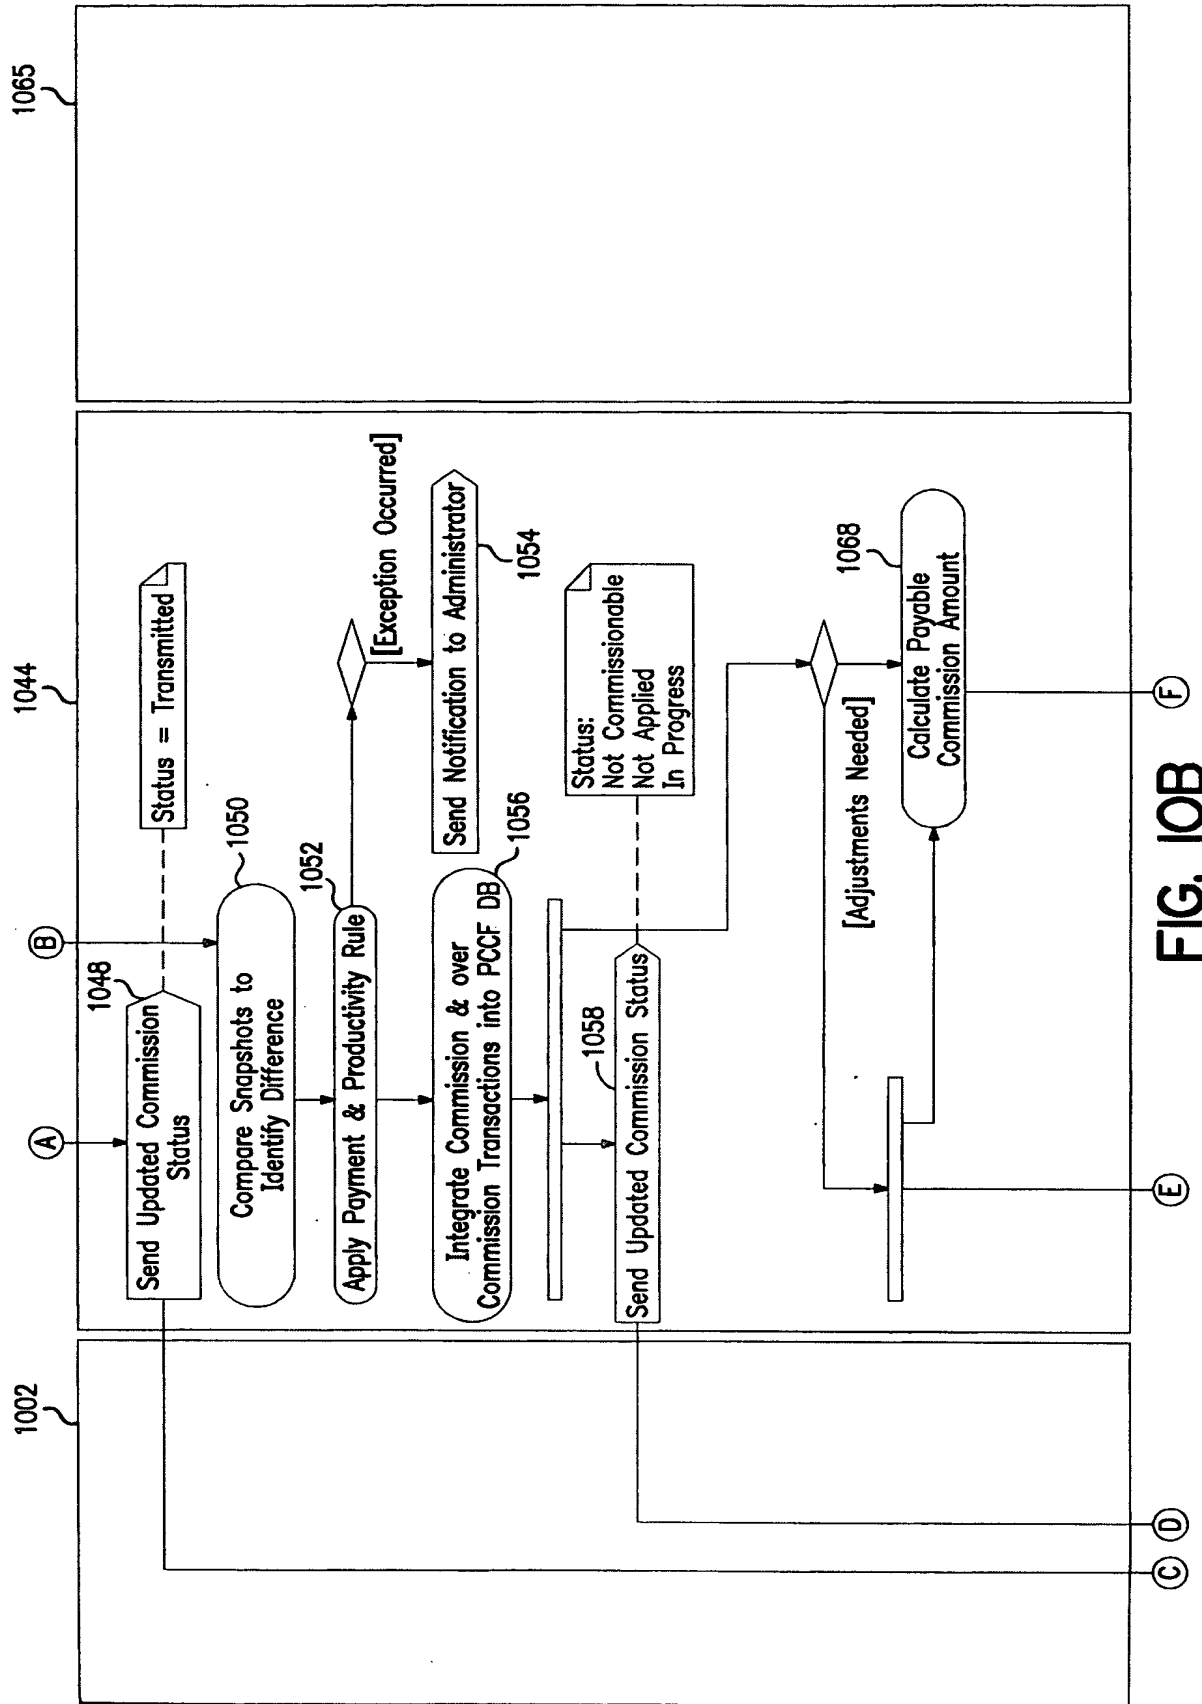 1002
1044
1065
A
B
1048
Send Updated Commission
Status
Status = Transmitted
1050
Compare Snapshots to
Identify Difference
1052
Apply Payment & Productivity Rule
[Exception Occurred]
Send Notification to Administrator
1054
1056
Integrate Commission & over
Commission Transactions into PCCF DB
1058
Send Updated Commission Status
Status:
Not Commissionable
Not Applied
In Progress
[Adjustments Needed]
1068
Calculate Payable
Commission Amount
C
D
E
F
FIG. 10B